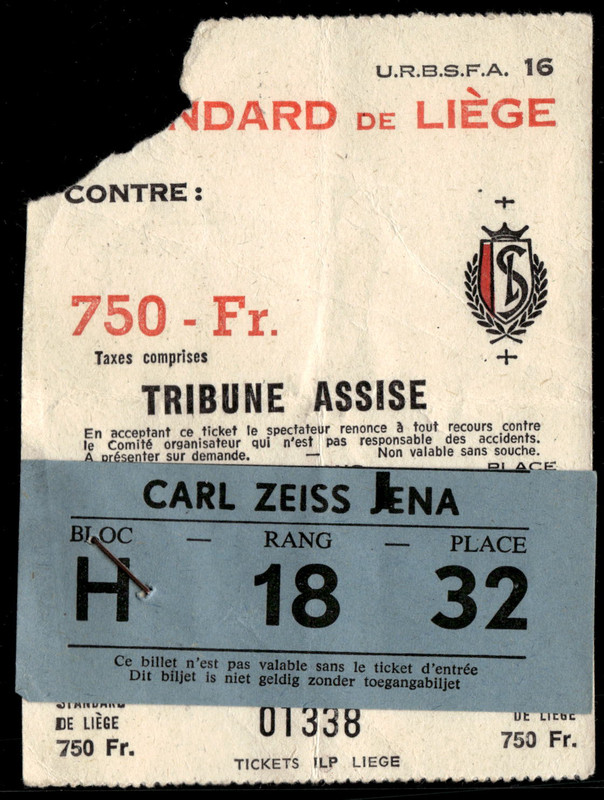 U.R.B.S.F.A. 16
NDARD DE LIÈGE
CONTRE :
750 - Fr.
Taxes comprises
TRIBUNE ASSISE
En acceptant ce ticket le spectateur renonce à tout recours contre
le Comité organisateur qui n'est pas responsable des accidents.
A présenter sur demande. — Non valable sans souche.
PLACE
CARL ZEISS JENA
BLOC — RANG — PLACE
H 18 32
Ce billet n'est pas valable sans le ticket d'entrée
Dit biljet is niet geldig zonder toegangabiljet
STANDARD
DE LIÈGE 01338 DE LIEGE
750 Fr. 750 Fr.
TICKETS ILP LIEGE